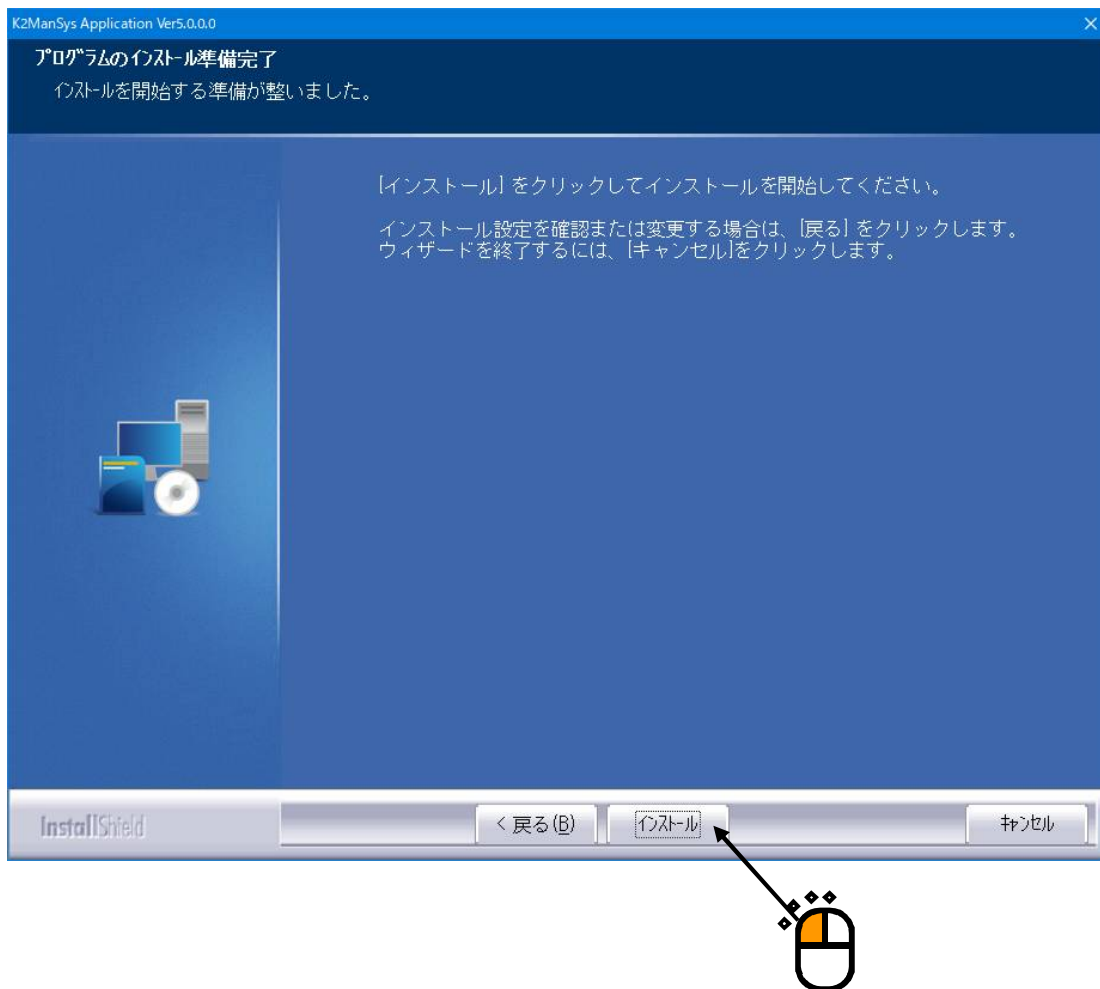 K2ManSys Application Ver5.0.0.0
ﾌﾟﾛｸﾞﾗﾑのｲﾝｽﾄｰﾙ準備完了
ｲﾝｽﾄｰﾙを開始する準備が整いました。
[インストール] をクリックしてインストールを開始してください。
インストール設定を確認または変更する場合は、[戻る] をクリックします。
ウィザードを終了するには、[キャンセル]をクリックします。
InstallShield
< 戻る(B)
ｲﾝｽﾄｰﾙ
ｷｬﾝｾﾙ